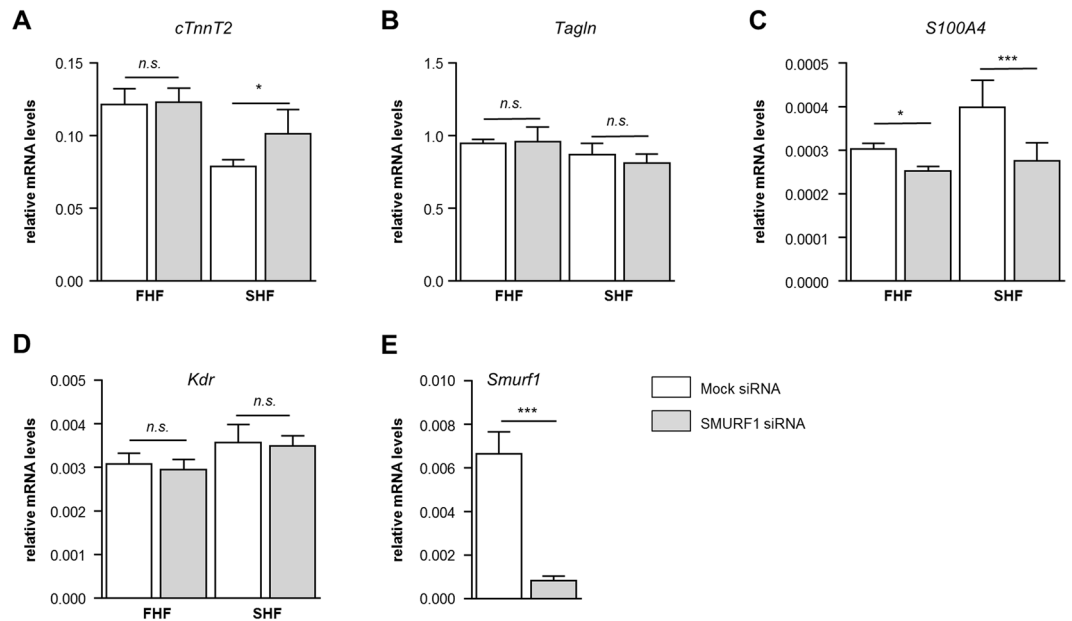 A
cTnnT2
relative mRNA levels
0.15
0.10
0.05
0.00
n.s.
*
FHF
SHF
B
Tagln
relative mRNA levels
1.5
1.0
0.5
0.0
n.s.
n.s.
FHF
SHF
C
S100A4
relative mRNA levels
0.0005
0.0004
0.0003
0.0002
0.0001
0.0000
*
***
FHF
SHF
D
Kdr
relative mRNA levels
0.005
0.004
0.003
0.002
0.001
0.000
n.s.
n.s.
FHF
SHF
E
Smurf1
relative mRNA levels
0.010
0.008
0.006
0.004
0.002
0.000
***
Mock siRNA
SMURF1 siRNA